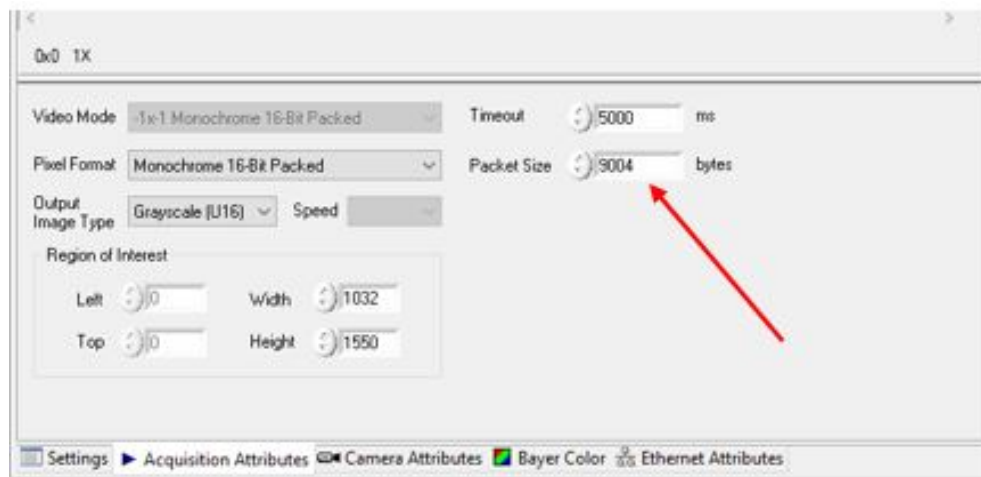 0x0 1X
Video Mode -1x-1 Monochrome 16-Bit Packed Timeout 5000 ms
Pixel Format Monochrome 16-Bit Packed Packet Size 9004 bytes
Output
Image Type Grayscale (U16) Speed
Region of Interest
Left 0 Width 1032
Top 0 Height 1550
Settings Acquisition Attributes Camera Attributes Bayer Color Ethernet Attributes